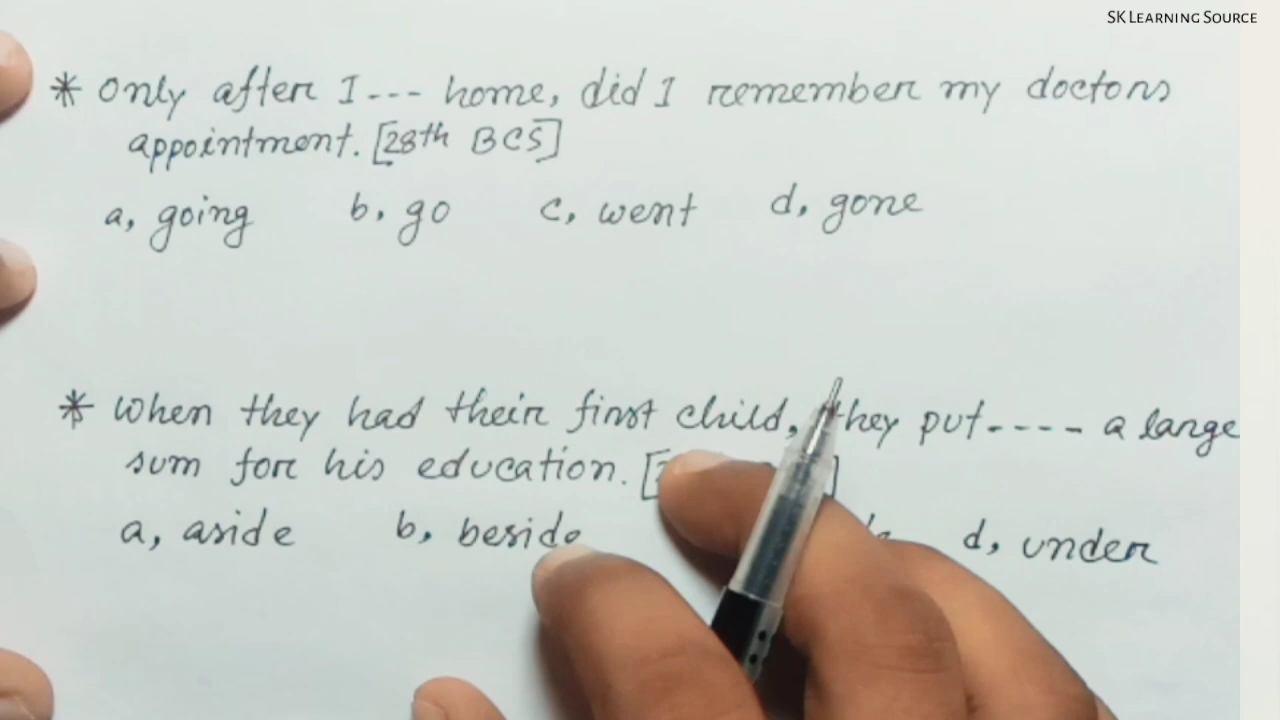 SK LEARNING SOURCE
* Only after I --- home, did I remember my doctors
appointment. [28th BCS]
a, going b, go c, went d, gone
* When they had their first child, they put ---- a large
sum for his education. [
a, aside b, beside d, under